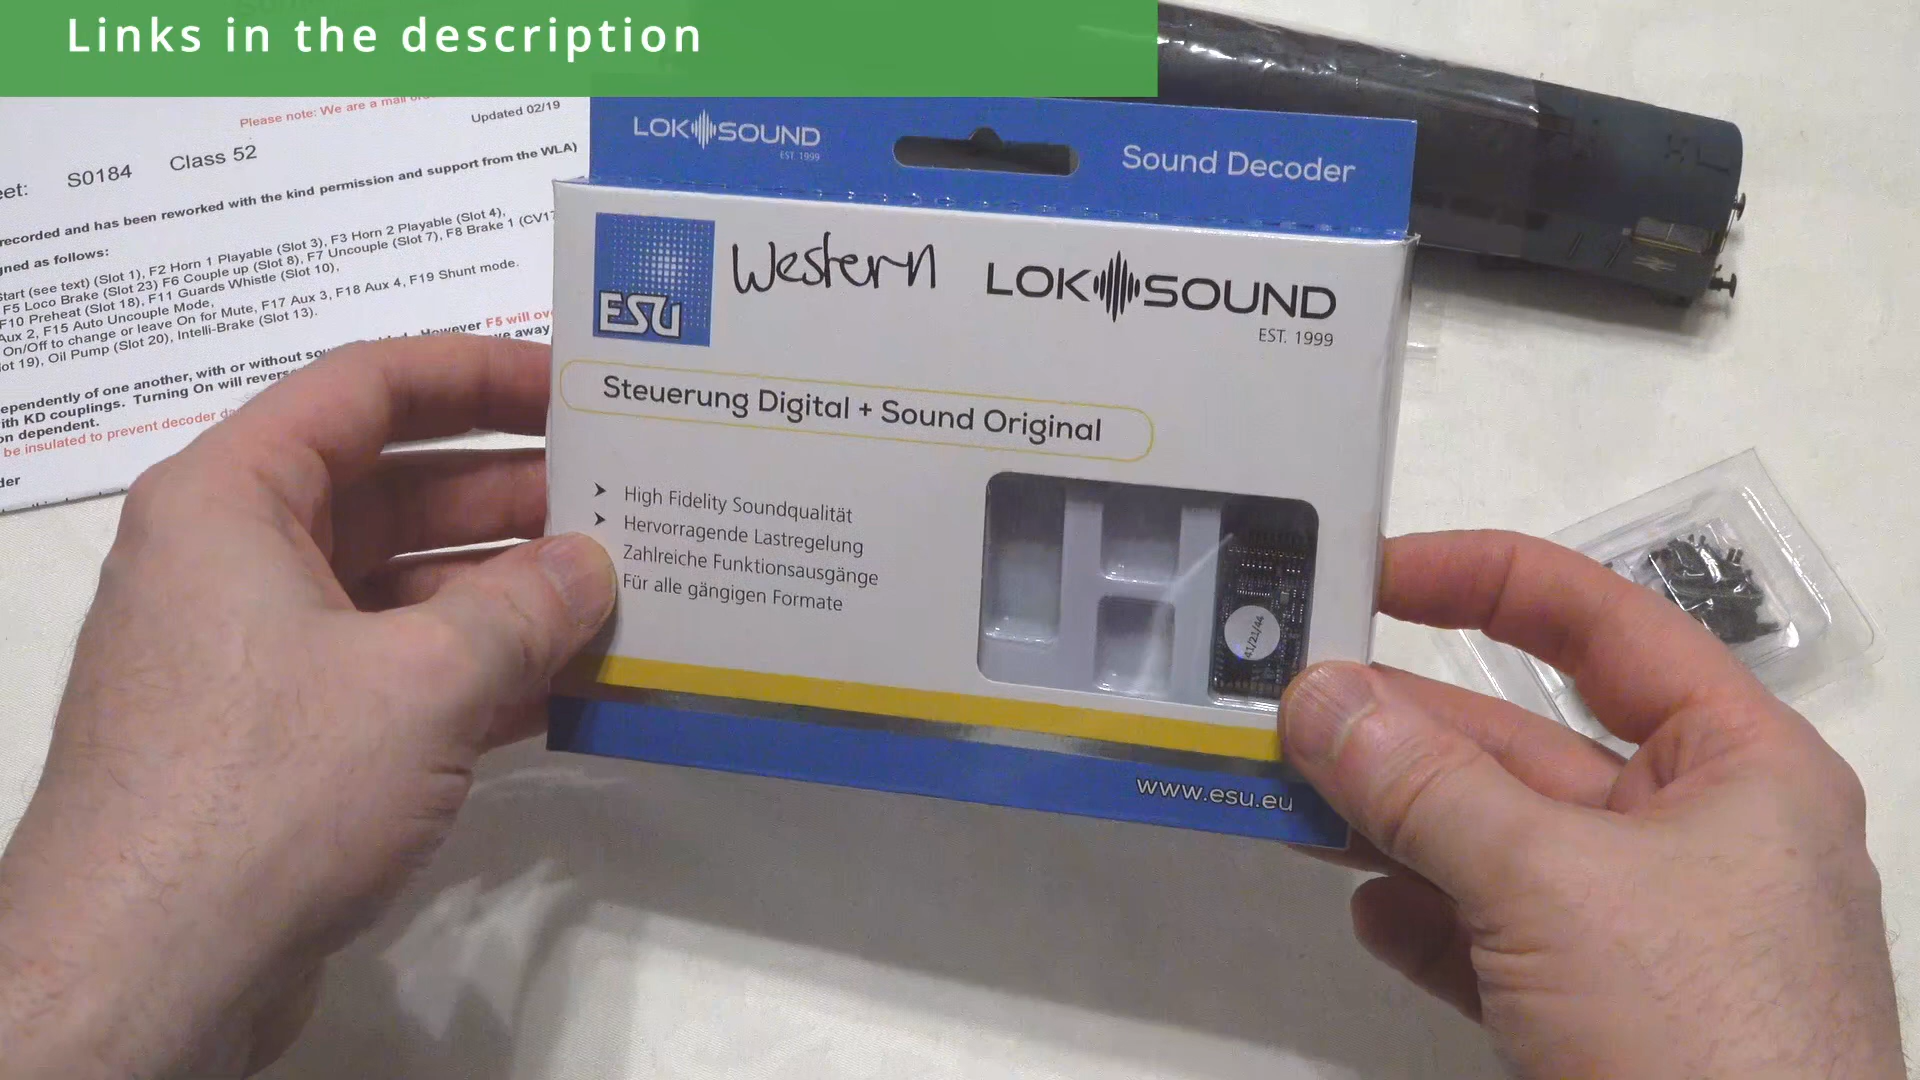 Links in the description
Please note: We are a mail
Updated 02/19
S0184 Class 52
recorded and has been reworked with the kind permission and support from the WLA)
as follows:
(see text) (Slot 1), F2 Horn 1 Playable (Slot 3), F3 Horn 2 Playable (Slot 4),
F5 Loco Brake (Slot 23) F6 Couple up (Slot 8), F7 Uncouple (Slot 7), F8 Brake 1
F10 Preheat (Slot 18), F11 Guards Whistle (Slot 10),
Aux 2, F15 Auto Uncouple Mode, F17 Aux 3, F18 Aux 4, F19 Shunt mode.
On/Off to change or leave On for Mute,
19), Oil Pump (Slot 20), Intelli-Brake (Slot 13).
However F5 will
of one another, with or without
away
with KD couplings. Turning On will
on dependent.
be insulated to prevent decoder
LOKSOUND
EST. 1999
Sound Decoder
ESU
Western
LOKSOUND
EST. 1999
Steuerung Digital + Sound Original
➤ High Fidelity Soundqualität
➤ Hervorragende Lastregelung
Zahlreiche Funktionsausgänge
Für alle gängigen Formate
41/21/44
www.esu.eu